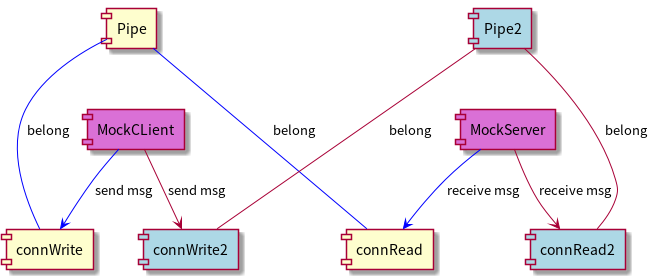 Pipe
Pipe2
belong
MockCLient
belong
belong
MockServer
belong
send msg
send msg
receive msg
receive msg
connWrite
connWrite2
connRead
connRead2